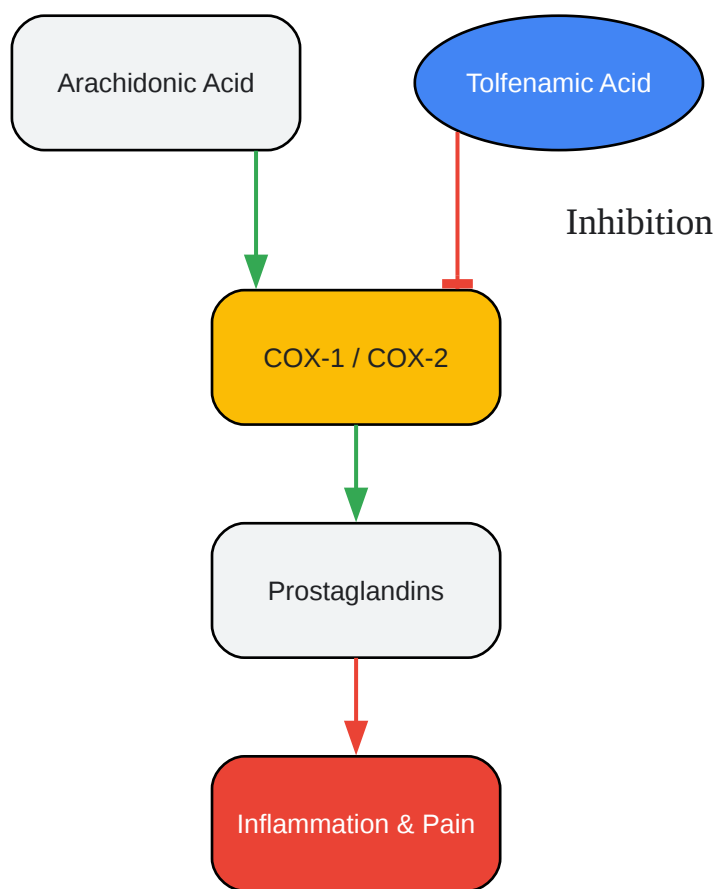 Arachidonic Acid
Tolfenamic Acid
Inhibition
COX-1 / COX-2
Prostaglandins
Inflammation & Pain